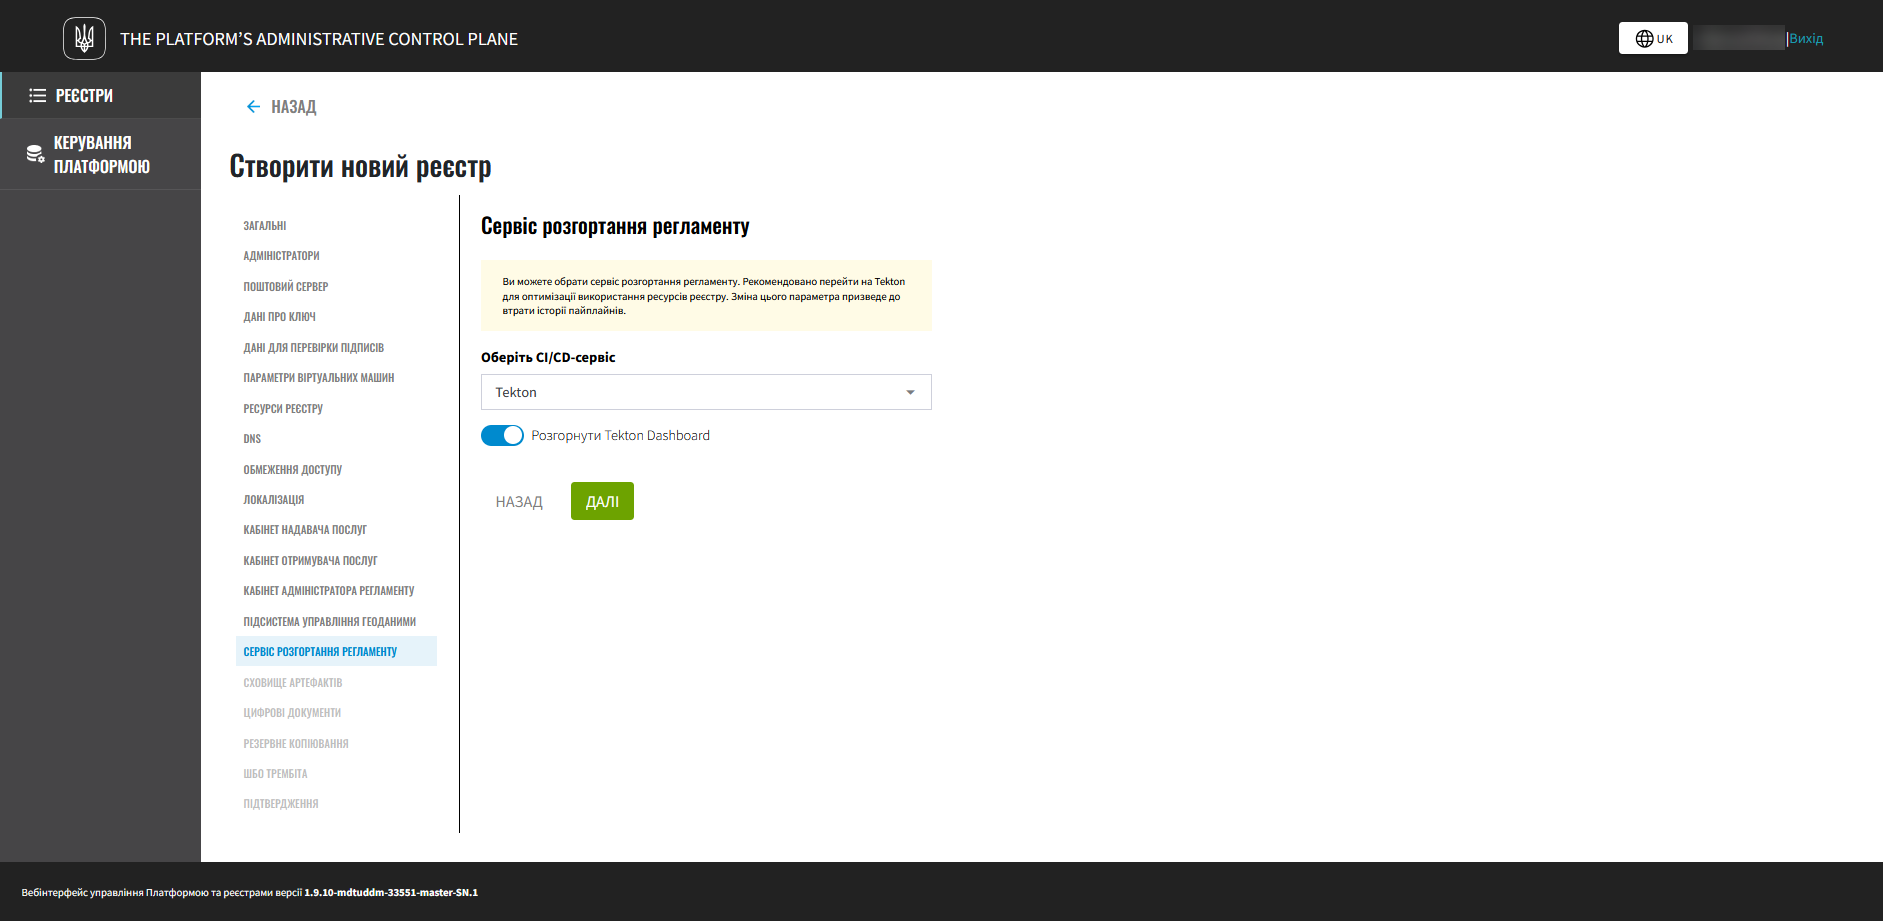 THE PLATFORM’S ADMINISTRATIVE CONTROL PLANE
UK
|Вихід
РЕЄСТРИ
КЕРУВАННЯ
ПЛАТФОРМОЮ
НАЗАД
Створити новий реєстр
ЗАГАЛЬНІ
АДМІНІСТРАТОРИ
ПОШТОВИЙ СЕРВЕР
ДАНІ ПРО КЛЮЧ
ДАНІ ДЛЯ ПЕРЕВІРКИ ПІДПИСІВ
ПАРАМЕТРИ ВІРТУАЛЬНИХ МАШИН
РЕСУРСИ РЕЄСТРУ
DNS
ОБМЕЖЕННЯ ДОСТУПУ
ЛОКАЛІЗАЦІЯ
КАБІНЕТ НАДАВАЧА ПОСЛУГ
КАБІНЕТ ОТРИМУВАЧА ПОСЛУГ
КАБІНЕТ АДМІНІСТРАТОРА РЕГЛАМЕНТУ
ПІДСИСТЕМА УПРАВЛІННЯ ГЕОДАНИМИ
СЕРВІС РОЗГОРТАННЯ РЕГЛАМЕНТУ
СХОВИЩЕ АРТЕФАКТІВ
ЦИФРОВІ ДОКУМЕНТИ
РЕЗЕРВНЕ КОПІЮВАННЯ
ШБО ТРЕМБІТА
ПІДТВЕРДЖЕННЯ
Сервіс розгортання регламенту
Ви можете обрати сервіс розгортання регламенту. Рекомендовано перейти на Tekton
для оптимізації використання ресурсів реєстру. Зміна цього параметра призведе до
втрати історії пайплайнів.
Оберіть CI/CD-сервіс
Tekton
Розгорнути Tekton Dashboard
НАЗАД
ДАЛІ
Вебінтерфейс управління Платформою та реєстрами версії 1.9.10-mdtuddm-33551-master-SN.1